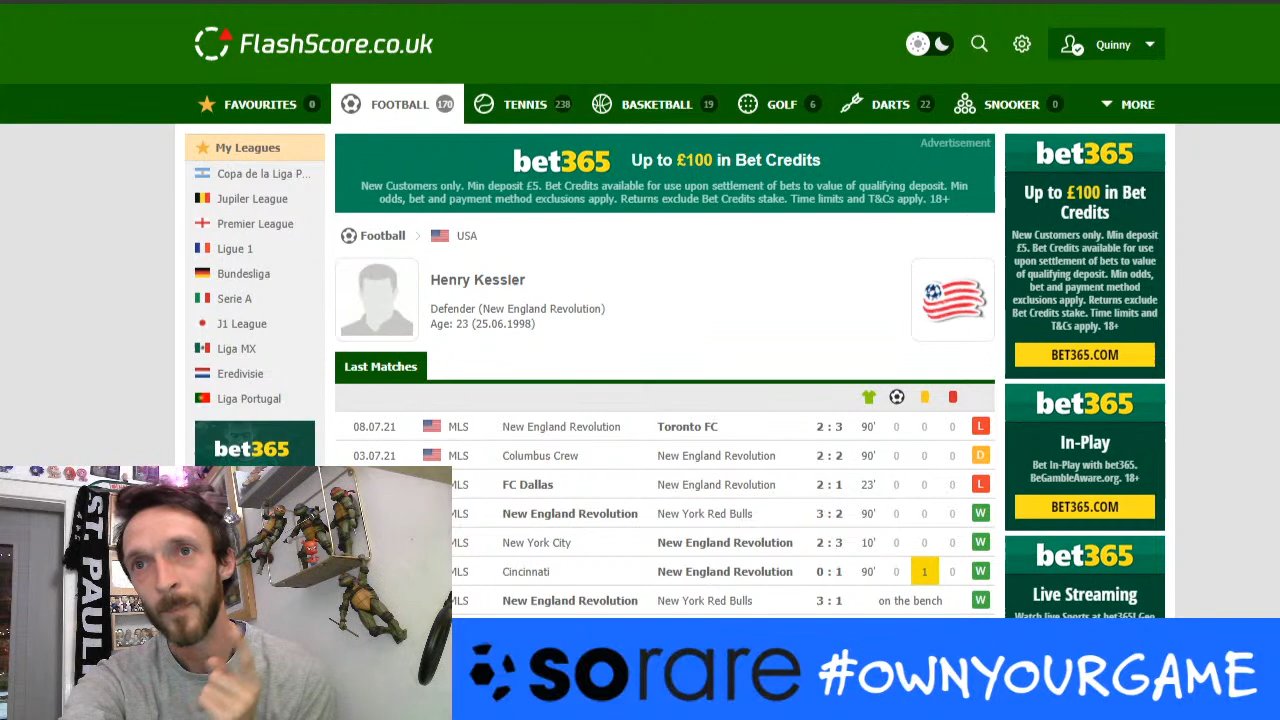 FlashScore.co.uk
Quinny
FAVOURITES 0
FOOTBALL 170
TENNIS 238
BASKETBALL 19
GOLF 6
DARTS 22
SNOOKER 0
MORE
My Leagues
Copa de la Liga P...
Jupiler League
Premier League
Ligue 1
Bundesliga
Serie A
J1 League
Liga MX
Eredivisie
Liga Portugal
bet365
Advertisement
bet365 Up to £100 in Bet Credits
New Customers only. Min deposit £5. Bet Credits available for use upon settlement of bets to value of qualifying deposit. Min
odds, bet and payment method exclusions apply. Returns exclude Bet Credits stake. Time limits and T&Cs apply. 18+
Football USA
Henry Kessler
Defender (New England Revolution)
Age: 23 (25.06.1998)
Last Matches
08.07.21 MLS New England Revolution Toronto FC 2 : 3 90' 0 0 0 L
03.07.21 MLS Columbus Crew New England Revolution 2 : 2 90' 0 0 0 D
MLS FC Dallas New England Revolution 2 : 1 23' 0 0 0 L
MLS New England Revolution New York Red Bulls 3 : 2 90' 0 0 0 W
MLS New York City New England Revolution 2 : 3 10' 0 0 0 W
MLS Cincinnati New England Revolution 0 : 1 90' 0 1 0 W
MLS New England Revolution New York Red Bulls 3 : 1 on the bench W
bet365
Up to £100 in Bet
Credits
New Customers only. Min deposit
£5. Bet Credits available for use
upon settlement of bets to value
of qualifying deposit. Min odds,
bet and payment method
exclusions apply. Returns exclude
Bet Credits stake. Time limits and
T&Cs apply. 18+
BET365.COM
bet365
In-Play
Bet In-Play with bet365.
BeGambleAware.org. 18+
BET365.COM
bet365
Live Streaming
Watch live Sports at bet365! Geo
ST. PAUL
sorare #OWNYOURGAME